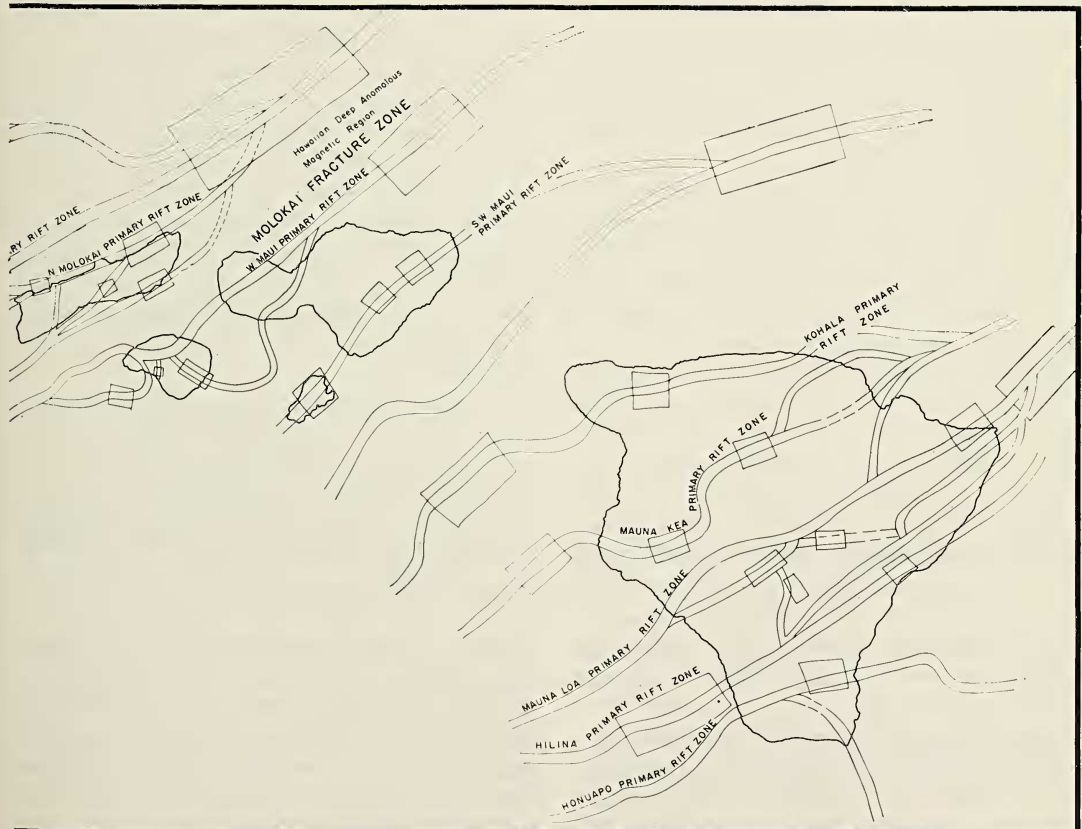 Hawaiian Deep Anomolous
Magnetic Region
MOLOKAI FRACTURE ZONE
W MAUI PRIMARY RIFT ZONE
RY RIFT ZONE
N MOLOKAI PRIMARY RIFT ZONE
SW MAUI
PRIMARY RIFT ZONE
KOHALA PRIMARY
RIFT ZONE
MAUNA KEA PRIMARY RIFT ZONE
MAUNA LOA PRIMARY RIFT ZONE
HILINA PRIMARY RIFT ZONE
HONUAPO PRIMARY RIFT ZONE